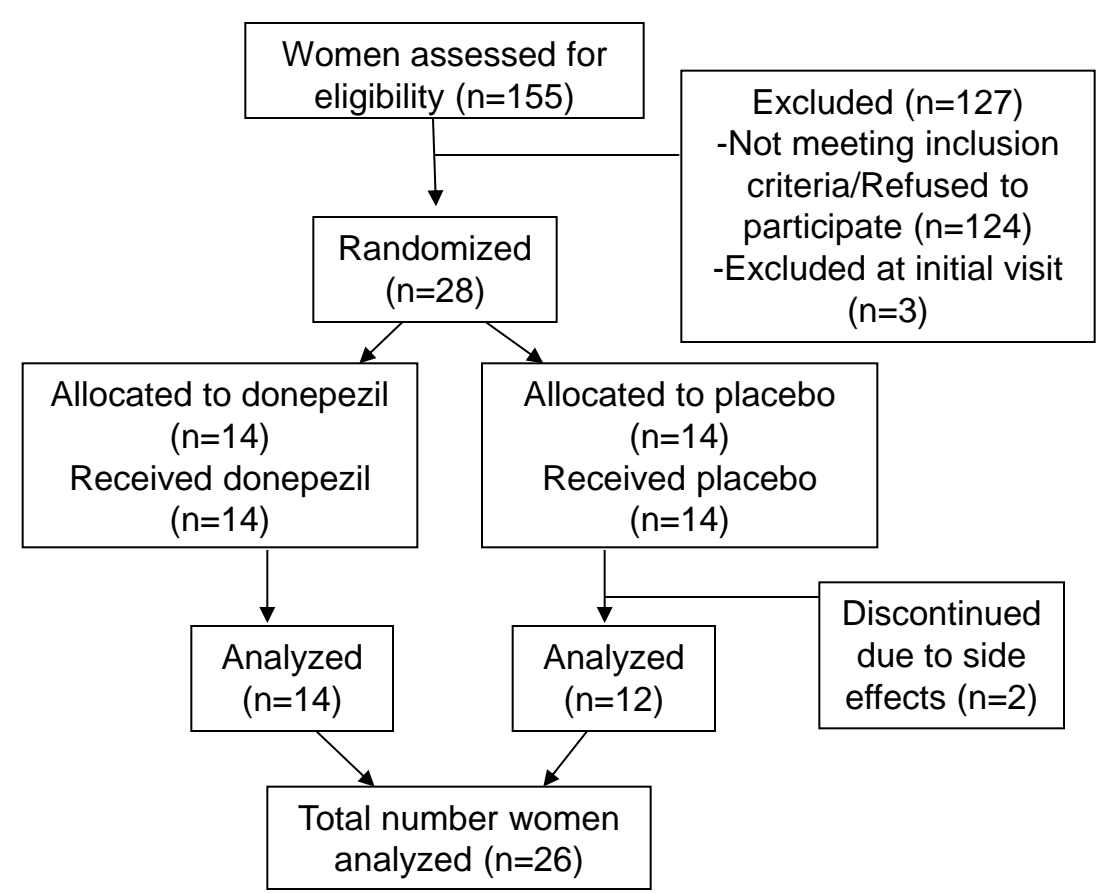 Women assessed for
eligibility (n=155)
Excluded (n=127)
-Not meeting inclusion
criteria/Refused to
participate (n=124)
-Excluded at initial visit
(n=3)
Randomized
(n=28)
Allocated to donepezil
(n=14)
Received donepezil
(n=14)
Allocated to placebo
(n=14)
Received placebo
(n=14)
Discontinued
due to side
effects (n=2)
Analyzed
(n=14)
Analyzed
(n=12)
Total number women
analyzed (n=26)